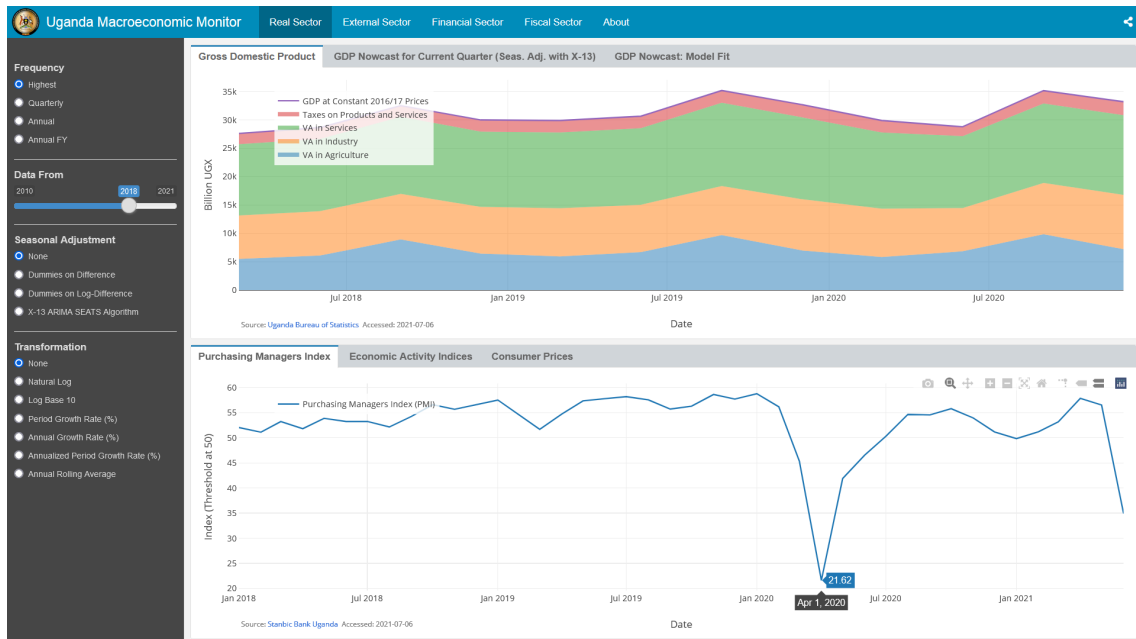 Uganda Macroeconomic Monitor
Real Sector
External Sector
Financial Sector
Fiscal Sector
About
Frequency
Highest
Quarterly
Annual
Annual FY
Data From
2010
2018
2021
Seasonal Adjustment
None
Dummies on Difference
Dummies on Log-Difference
X-13 ARIMA SEATS Algorithm
Transformation
None
Natural Log
Log Base 10
Period Growth Rate (%)
Annual Growth Rate (%)
Annualized Period Growth Rate (%)
Annual Rolling Average
Gross Domestic Product
GDP Nowcast for Current Quarter (Seas. Adj. with X-13)
GDP Nowcast: Model Fit
Billion UGX
35k
30k
25k
20k
15k
10k
5k
0
GDP at Constant 2016/17 Prices
Taxes on Products and Services
VA in Services
VA in Industry
VA in Agriculture
Jul 2018
Jan 2019
Jul 2019
Jan 2020
Jul 2020
Date
Source: Uganda Bureau of Statistics Accessed: 2021-07-06
Purchasing Managers Index
Economic Activity Indices
Consumer Prices
Index (Threshold at 50)
60
55
50
45
40
35
30
25
20
Purchasing Managers Index (PMI)
21.62
Jan 2018
Jul 2018
Jan 2019
Jul 2019
Jan 2020
Apr 1, 2020
Jul 2020
Jan 2021
Date
Source: Stanbic Bank Uganda Accessed: 2021-07-06